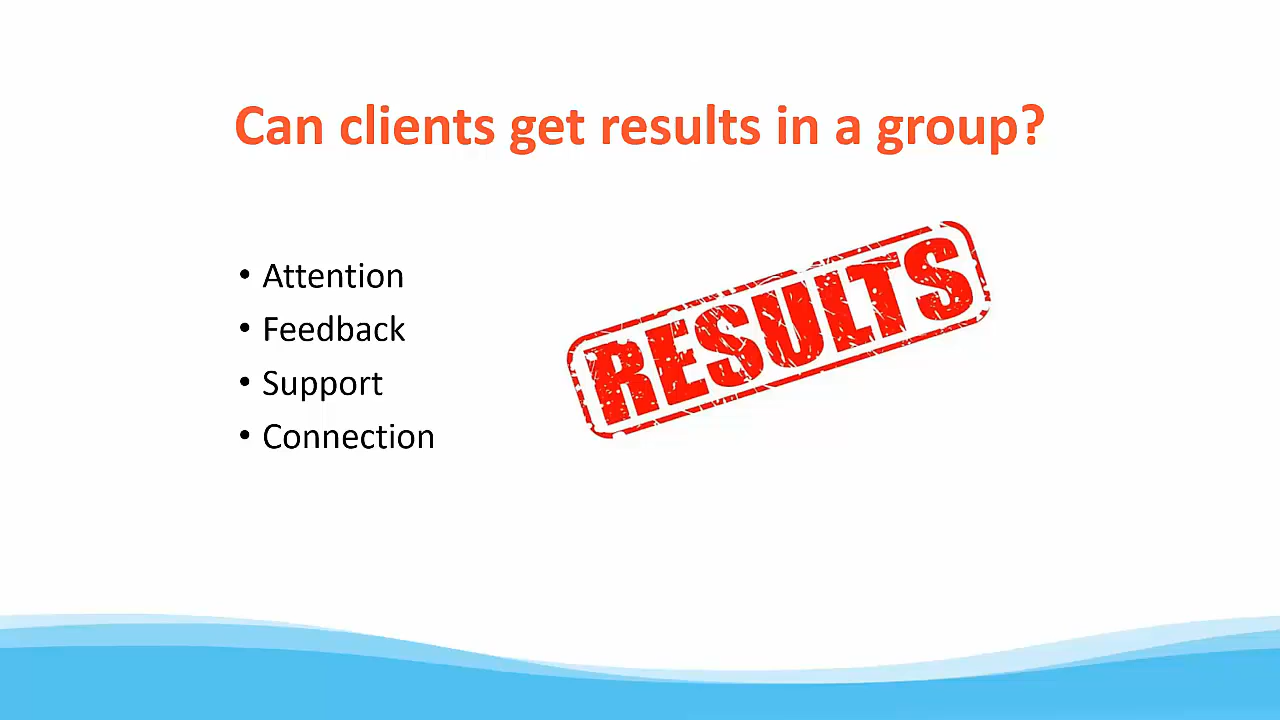 Can clients get results in a group?
• Attention
• Feedback
• Support
• Connection
RESULTS